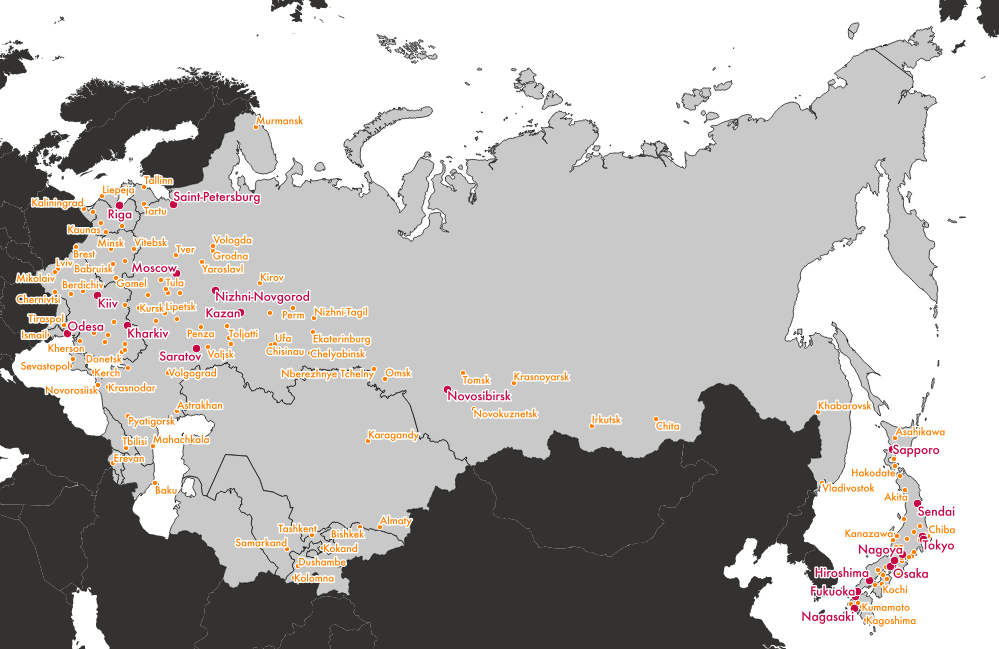 Murmansk
Tallinn
Liepeja
Saint-Petersburg
Kaliningrad
Riga
Tartu
Kaunas
Minsk
Vitebsk
Vologda
Tver
Grodna
Brest
Lviv
Babruisk
Moscow
Yaroslavl
Mikolaiv
Berdichiv
Gomel
Tula
Kirov
Chernivtsi
Kiiv
Nizhni-Novgorod
Kursk
Lipetsk
Kazan
Perm
Nizhni-Tagil
Tiraspol
Odesa
Ismail
Kharkiv
Penza
Toljatti
Ufa
Ekaterinburg
Kherson
Saratov
Voljsk
Chisinau
Chelyabinsk
Donetsk
Sevastopol
Kerch
Volgograd
Nberezhnye Tchelny
Omsk
Tomsk
Krasnoyarsk
Novorosiisk
Krasnodar
Novosibirsk
Astrakhan
Novokuznetsk
Khabarovsk
Pyatigorsk
Irkutsk
Chita
Tbilisi
Mahachkala
Karagandy
Asahikawa
Erevan
Sapporo
Hakodate
Baku
Vladivostok
Akita
Sendai
Almaty
Tashkent
Bishkek
Chiba
Kanazawa
Samarkand
Kokand
Nagoya
Tokyo
Dushambe
Kolomna
Hiroshima
Osaka
Fukuoka
Kochi
Kumamoto
Nagasaki
Kagoshima